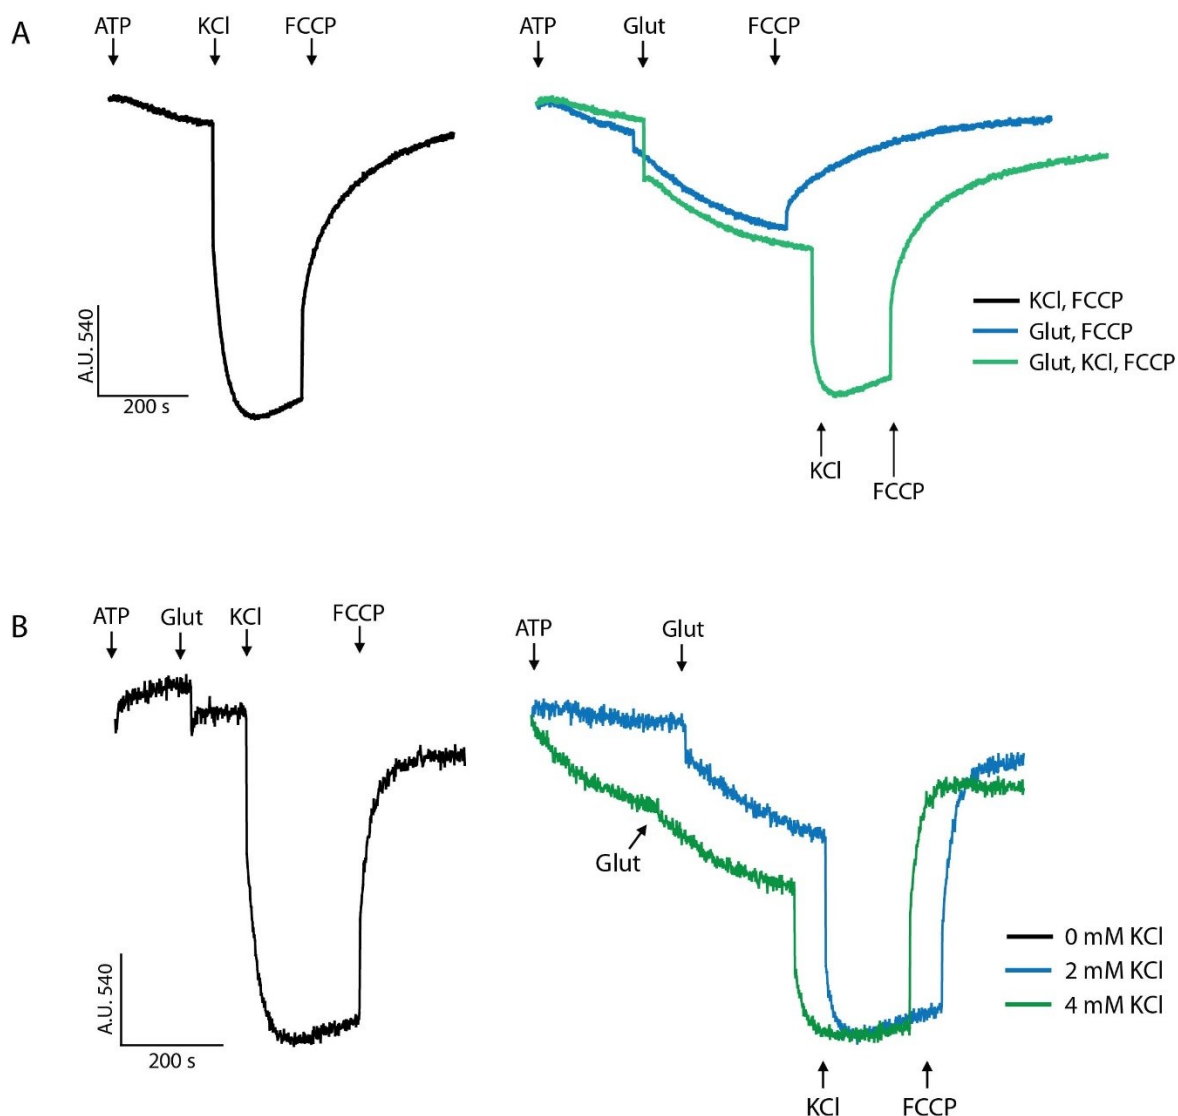 A
ATP KCl FCCP
ATP Glut FCCP
A.U. 540
200 s
KCl, FCCP
Glut, FCCP
Glut, KCl, FCCP
KCl
FCCP
B
ATP Glut KCl FCCP
ATP Glut
Glut
A.U. 540
200 s
0 mM KCl
2 mM KCl
4 mM KCl
KCl FCCP